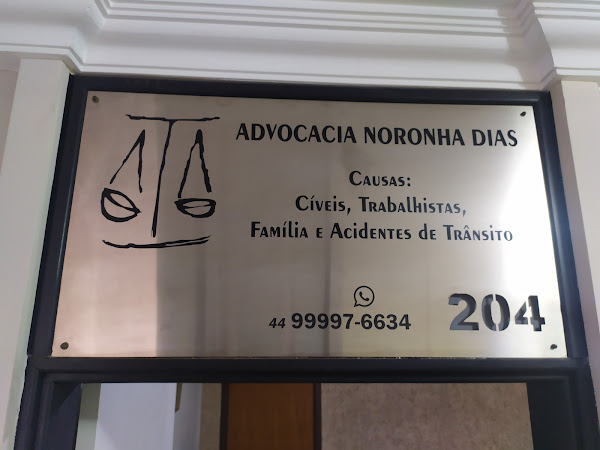 ADVOCACIA NORONHA DIAS
CAUSAS:
CÍVEIS, TRABALHISTAS,
FAMÍLIA E ACIDENTES DE TRÂNSITO
44 99997-6634
204